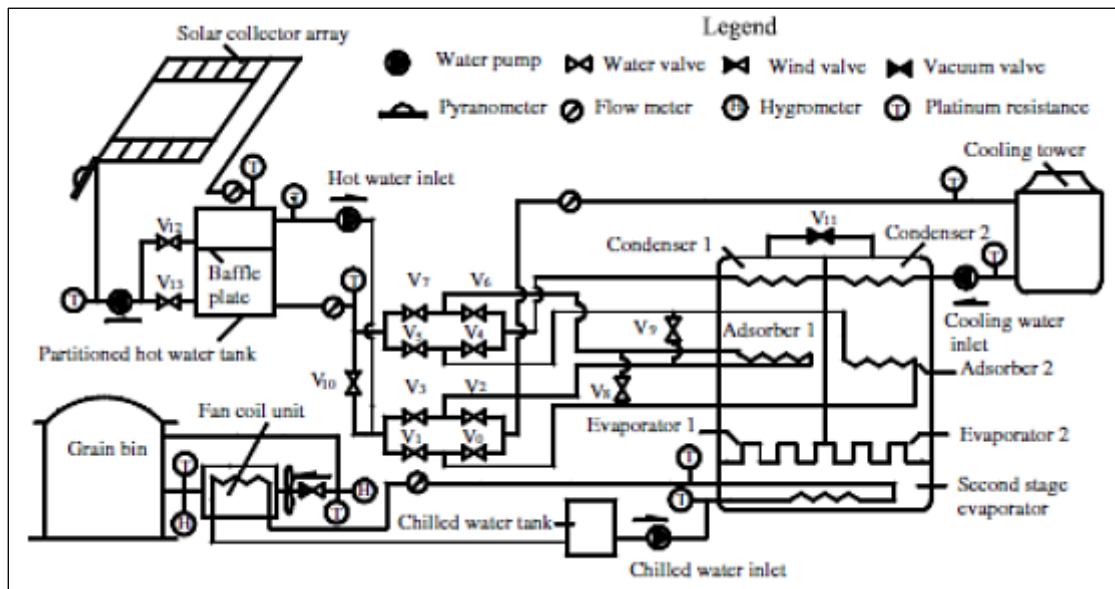 Legend
Solar collector array
Water pump
Water valve
Wind valve
Vacuum valve
Pyranometer
Flow meter
H
Hygrometer
T
Platinum resistance
Cooling tower
T
T
Hot water inlet
T
V12
V11
Condenser 1
Condenser 2
T
Baffle
plate
V13
T
T
V7
V6
Cooling water
inlet
Partitioned hot water tank
V5
V4
V9
Adsorber 1
Adsorber 2
V10
V3
V2
V8
Fan coil unit
V1
V0
Evaporator 1
Evaporator 2
Grain bin
T
T
H
T
T
H
Second stage
evaporator
Chilled water tank
Chilled water inlet